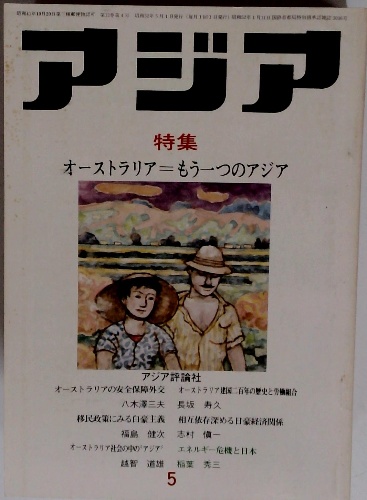 アジア
特集
オーストラリア＝もう一つのアジア
アジア評論社
オーストラリアの安全保障外交 オーストラリア建国二百年の歴史と労働組合
八木澤三夫 長坂 寿久
移民政策にみる白豪主義 相互依存深める日豪経済関係
福島 健次 志村 慎一
オーストラリア社会の中の「アジア」 エネルギー危機と日本
越智 道雄 稲葉 秀三
5